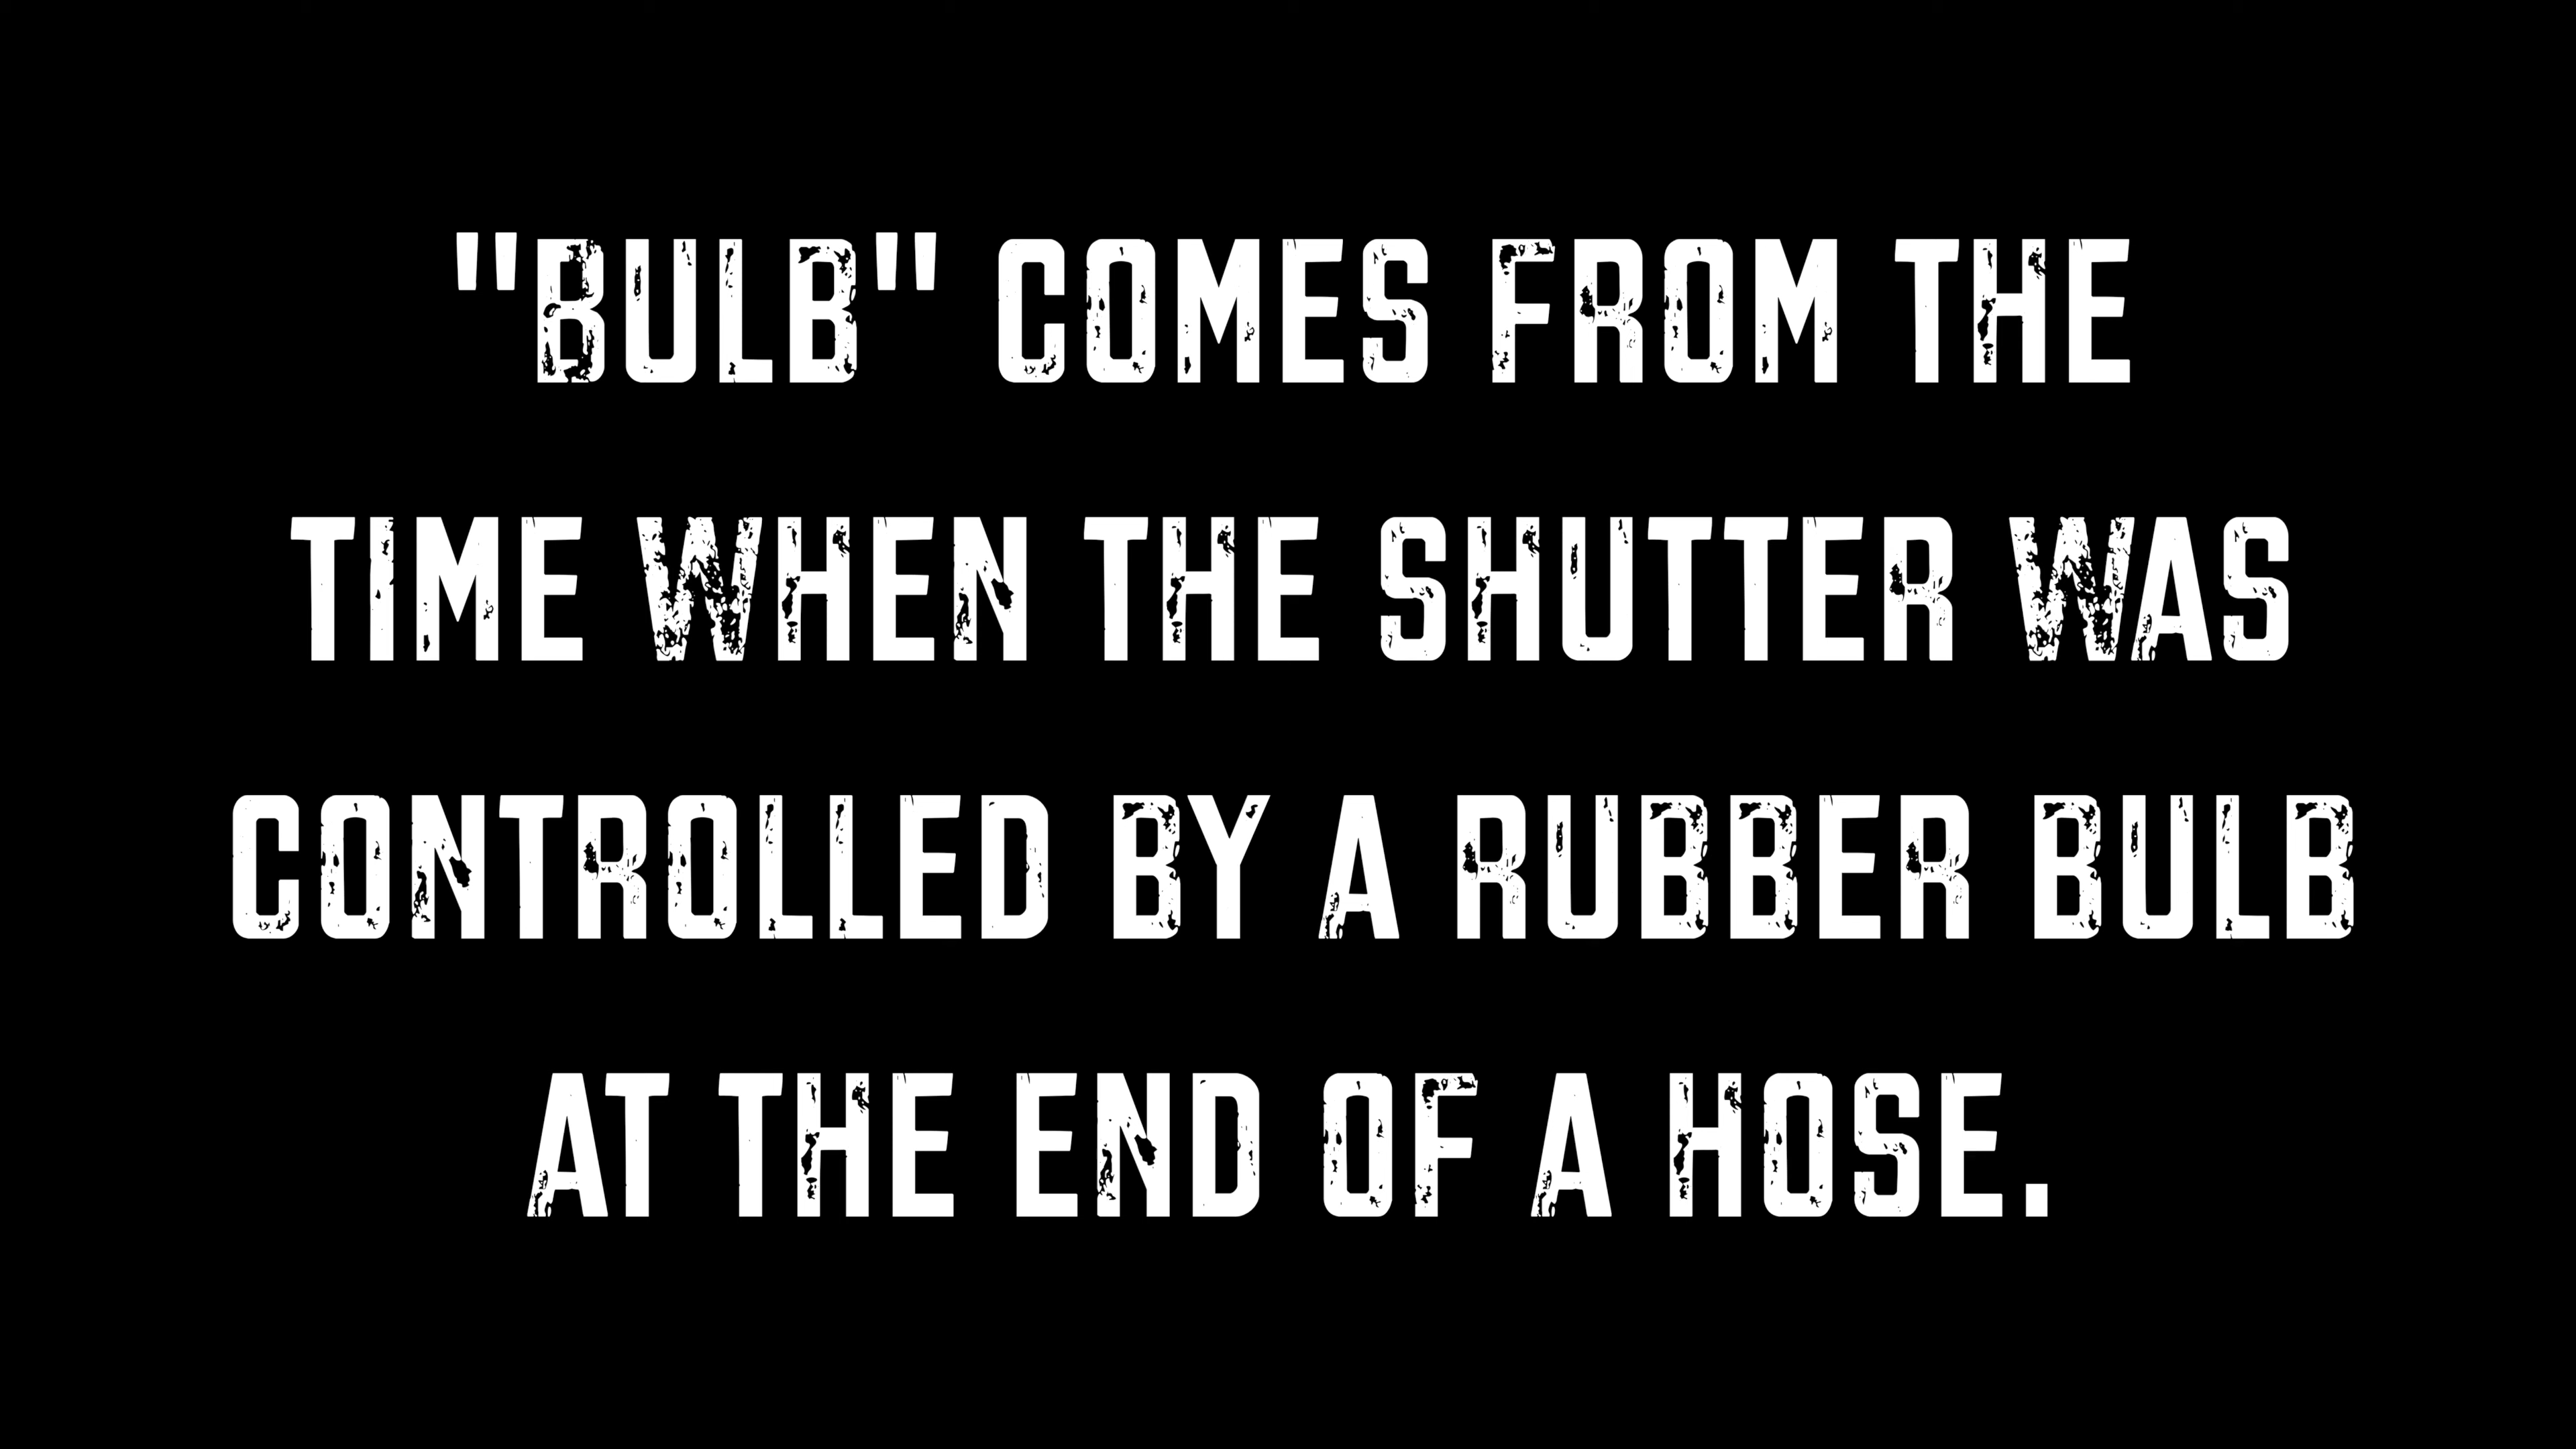 "BULB" COMES FROM THE
TIME WHEN THE SHUTTER WAS
CONTROLLED BY A RUBBER BULB
AT THE END OF A HOSE.